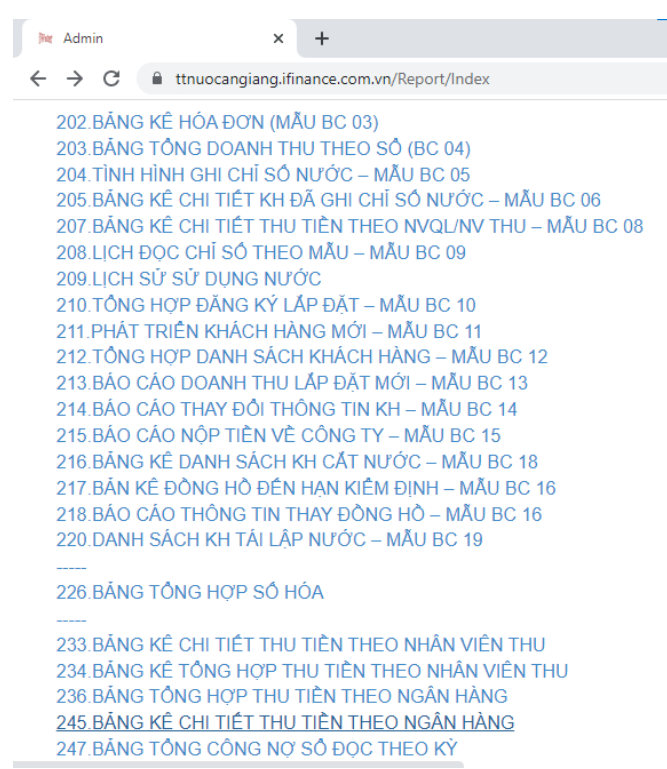 Admin
ttnuocangiang.ifinance.com.vn/Report/Index
202.BẢNG KÊ HÓA ĐƠN (MẪU BC 03)
203.BẢNG TỔNG DOANH THU THEO SỔ (BC 04)
204.TÌNH HÌNH GHI CHỈ SỐ NƯỚC – MẪU BC 05
205.BẢNG KÊ CHI TIẾT KH ĐÃ GHI CHỈ SỐ NƯỚC – MẪU BC 06
207.BẢNG KÊ CHI TIẾT THU TIỀN THEO NVQL/NV THU – MẪU BC 08
208.LỊCH ĐỌC CHỈ SỐ THEO MẪU – MẪU BC 09
209.LỊCH SỬ SỬ DỤNG NƯỚC
210.TỔNG HỢP ĐĂNG KÝ LẮP ĐẶT – MẪU BC 10
211.PHÁT TRIỂN KHÁCH HÀNG MỚI – MẪU BC 11
212.TỔNG HỢP DANH SÁCH KHÁCH HÀNG – MẪU BC 12
213.BÁO CÁO DOANH THU LẮP ĐẶT MỚI – MẪU BC 13
214.BÁO CÁO THAY ĐỔI THÔNG TIN KH – MẪU BC 14
215.BÁO CÁO NỘP TIỀN VỀ CÔNG TY – MẪU BC 15
216.BẢNG KÊ DANH SÁCH KH CẮT NƯỚC – MẪU BC 18
217.BẢN KÊ ĐỒNG HỒ ĐẾN HẠN KIỂM ĐỊNH – MẪU BC 16
218.BÁO CÁO THÔNG TIN THAY ĐỒNG HỒ – MẪU BC 16
220.DANH SÁCH KH TÁI LẬP NƯỚC – MẪU BC 19
-----
226.BẢNG TỔNG HỢP SỐ HÓA
-----
233.BẢNG KÊ CHI TIẾT THU TIỀN THEO NHÂN VIÊN THU
234.BẢNG KÊ TỔNG HỢP THU TIỀN THEO NHÂN VIÊN THU
236.BẢNG TỔNG HỢP THU TIỀN THEO NGÂN HÀNG
245.BẢNG KÊ CHI TIẾT THU TIỀN THEO NGÂN HÀNG
247.BẢNG TỔNG CÔNG NỢ SỔ ĐỌC THEO KỲ